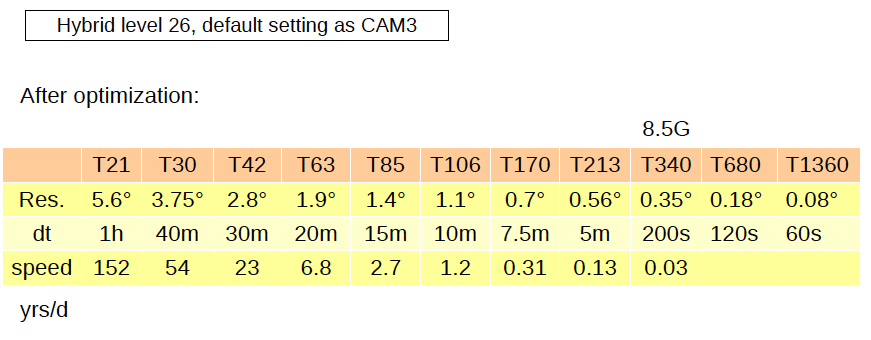 Hybrid level 26, default setting as CAM3
After optimization:
8.5G
T21 T30 T42 T63 T85 T106 T170 T213 T340 T680 T1360
Res. 5.6° 3.75° 2.8° 1.9° 1.4° 1.1° 0.7° 0.56° 0.35° 0.18° 0.08°
dt 1h 40m 30m 20m 15m 10m 7.5m 5m 200s 120s 60s
speed 152 54 23 6.8 2.7 1.2 0.31 0.13 0.03
yrs/d